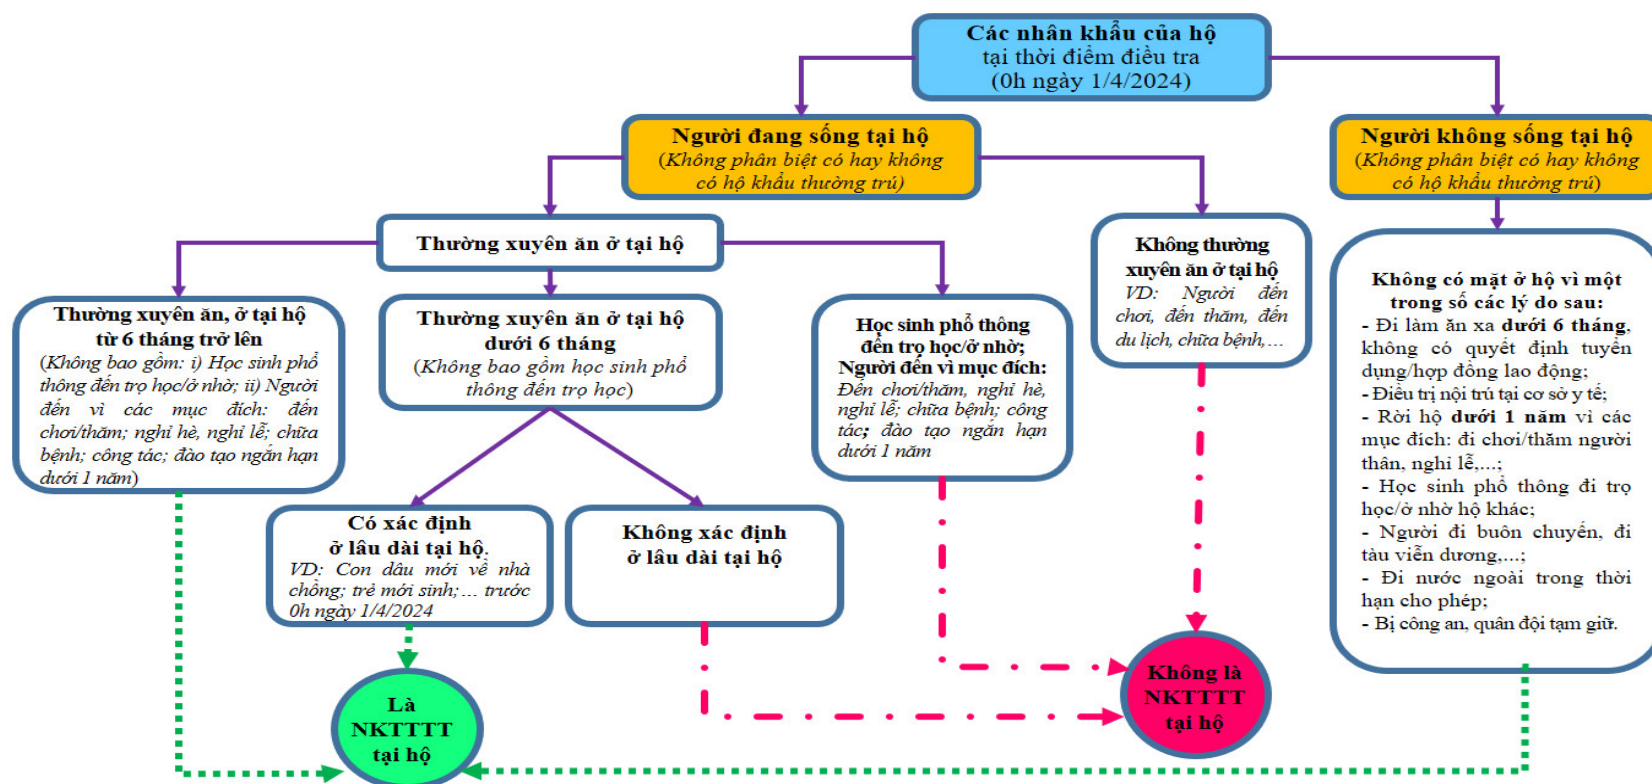 Các nhân khẩu của hộ
tại thời điểm điều tra
(0h ngày 1/4/2024)
Người đang sống tại hộ
(Không phân biệt có hay không
có hộ khẩu thường trú)
Người không sống tại hộ
(Không phân biệt có hay không
có hộ khẩu thường trú)
Thường xuyên ăn ở tại hộ
Không thường
xuyên ăn ở tại hộ
VD: Người đến
chơi, đến thăm, đến
du lịch, chữa bệnh,...
Thường xuyên ăn, ở tại hộ
từ 6 tháng trở lên
(Không bao gồm: i) Học sinh phổ
thông đến trọ học/ở nhờ; ii) Người
đến vì các mục đích: đến
chơi/thăm; nghỉ hè, nghỉ lễ; chữa
bệnh; công tác; đào tạo ngắn hạn
dưới 1 năm)
Thường xuyên ăn ở tại hộ
dưới 6 tháng
(Không bao gồm học sinh phổ
thông đến trọ học)
Học sinh phổ thông
đến trọ học/ở nhờ;
Người đến vì mục đích:
Đến chơi/thăm, nghỉ hè,
nghỉ lễ; chữa bệnh; công
tác; đào tạo ngắn hạn
dưới 1 năm
Không có mặt ở hộ vì một
trong số các lý do sau:
- Đi làm ăn xa dưới 6 tháng,
không có quyết định tuyển
dụng/hợp đồng lao động;
- Điều trị nội trú tại cơ sở y tế;
- Rời hộ dưới 1 năm vì các
mục đích: đi chơi/thăm người
thân, nghỉ lễ,...;
- Học sinh phổ thông đi trọ
học/ở nhờ hộ khác;
- Người đi buôn chuyến, đi
tàu viễn dương,...;
- Đi nước ngoài trong thời
hạn cho phép;
- Bị công an, quân đội tạm giữ.
Có xác định
ở lâu dài tại hộ.
VD: Con dâu mới về nhà
chồng; trẻ mới sinh;... trước
0h ngày 1/4/2024
Không xác định
ở lâu dài tại hộ
Là
NKTTTT
tại hộ
Không là
NKTTTT
tại hộ